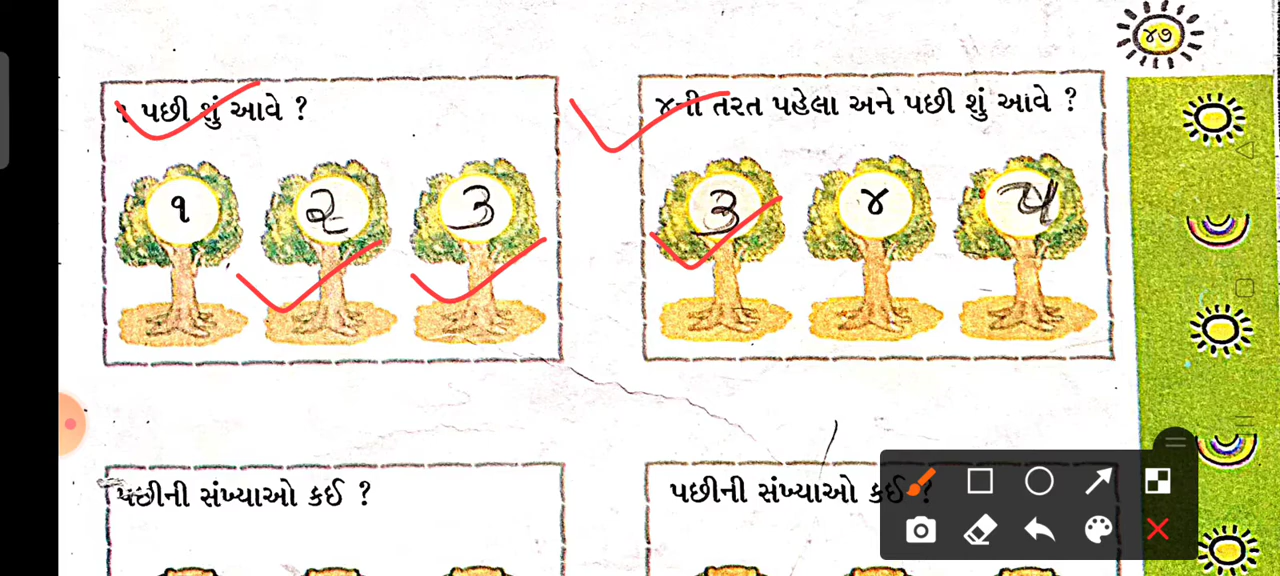 ૪૭
૧ પછી શું આવે ?
૧ ૨ ૩
૪ની તરત પહેલા અને પછી શું આવે ?
૩ ૪ ૫
પછીની સંખ્યાઓ કઈ ?
પછીની સંખ્યાઓ કઈ ?